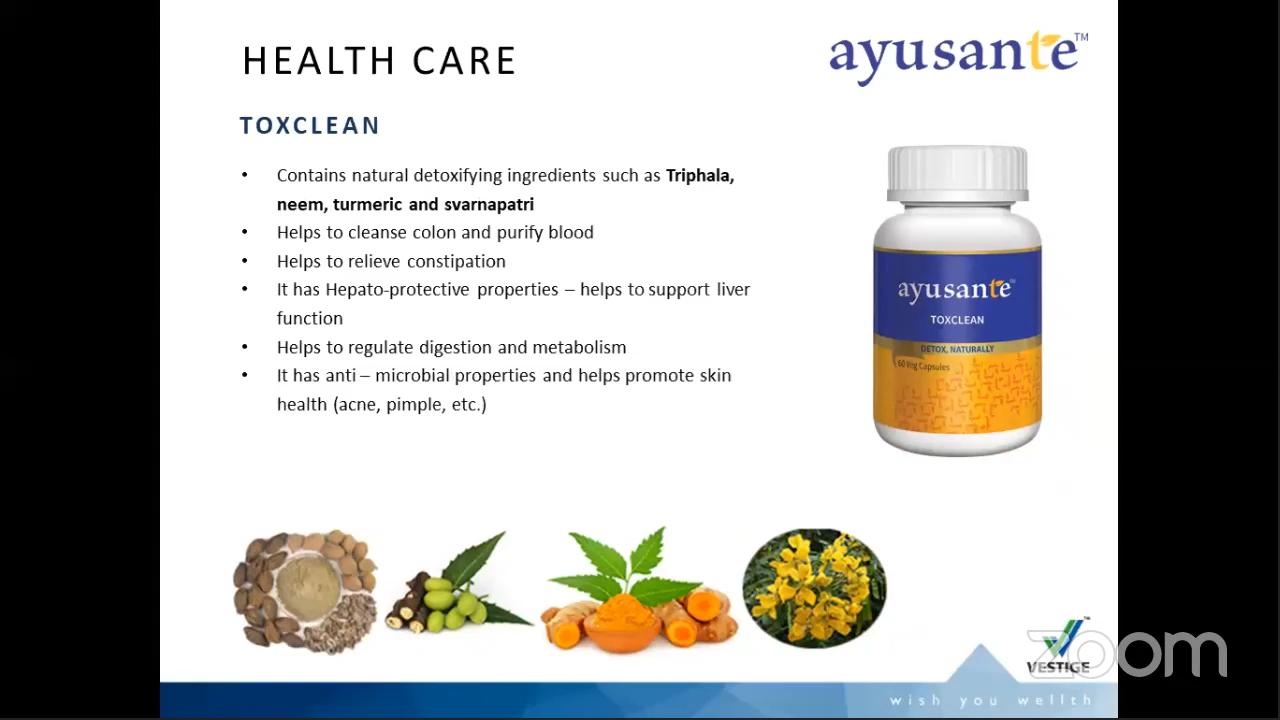 HEALTH CARE
ayusante™
TOXCLEAN
• Contains natural detoxifying ingredients such as Triphala,
neem, turmeric and svarnapatri
• Helps to cleanse colon and purify blood
• Helps to relieve constipation
• It has Hepato-protective properties – helps to support liver
function
• Helps to regulate digestion and metabolism
• It has anti – microbial properties and helps promote skin
health (acne, pimple, etc.)
ayusante™
TOXCLEAN
DETOX, NATURALLY
60 Veg Capsules
VESTIGE™
zoom
wish you wellth